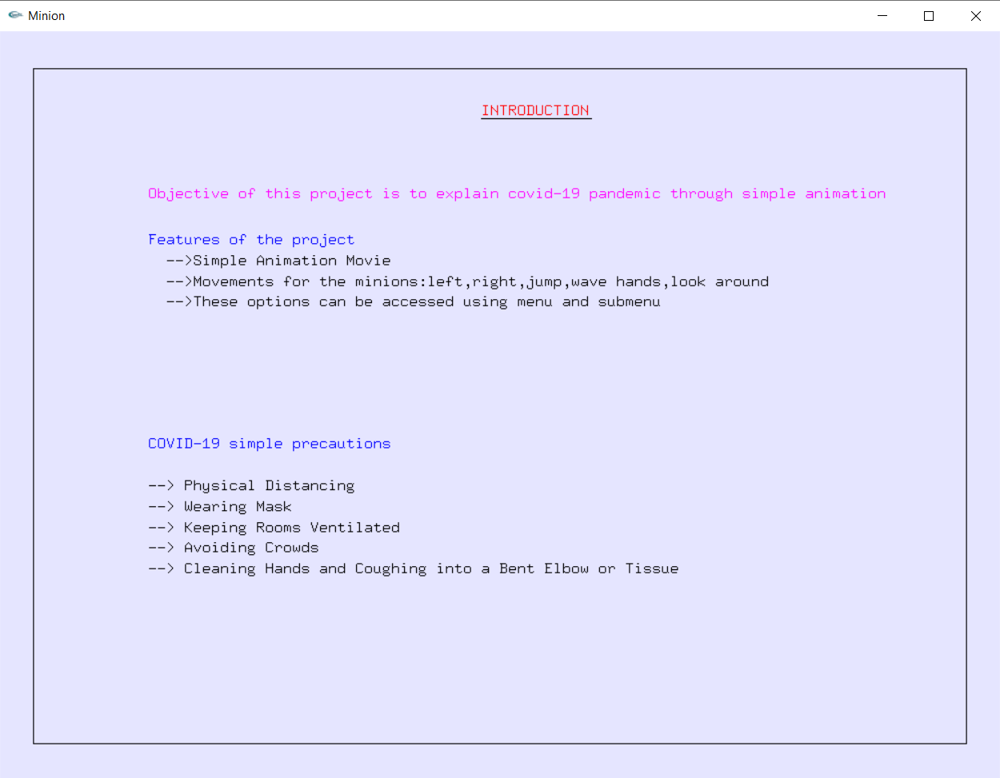 Minion
INTRODUCTION
Objective of this project is to explain covid-19 pandemic through simple animation
Features of the project
-->Simple Animation Movie
-->Movements for the minions:left,right,jump,wave hands,look around
-->These options can be accessed using menu and submenu
COVID-19 simple precautions
--> Physical Distancing
--> Wearing Mask
--> Keeping Rooms Ventilated
--> Avoiding Crowds
--> Cleaning Hands and Coughing into a Bent Elbow or Tissue